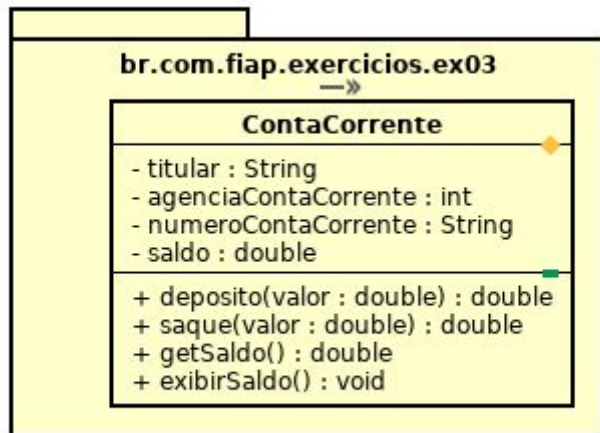 br.com.fiap.exercicios.ex03
ContaCorrente
- titular : String
- agenciaContaCorrente : int
- numeroContaCorrente : String
- saldo : double
+ deposito(valor : double) : double
+ saque(valor : double) : double
+ getSaldo() : double
+ exibirSaldo() : void